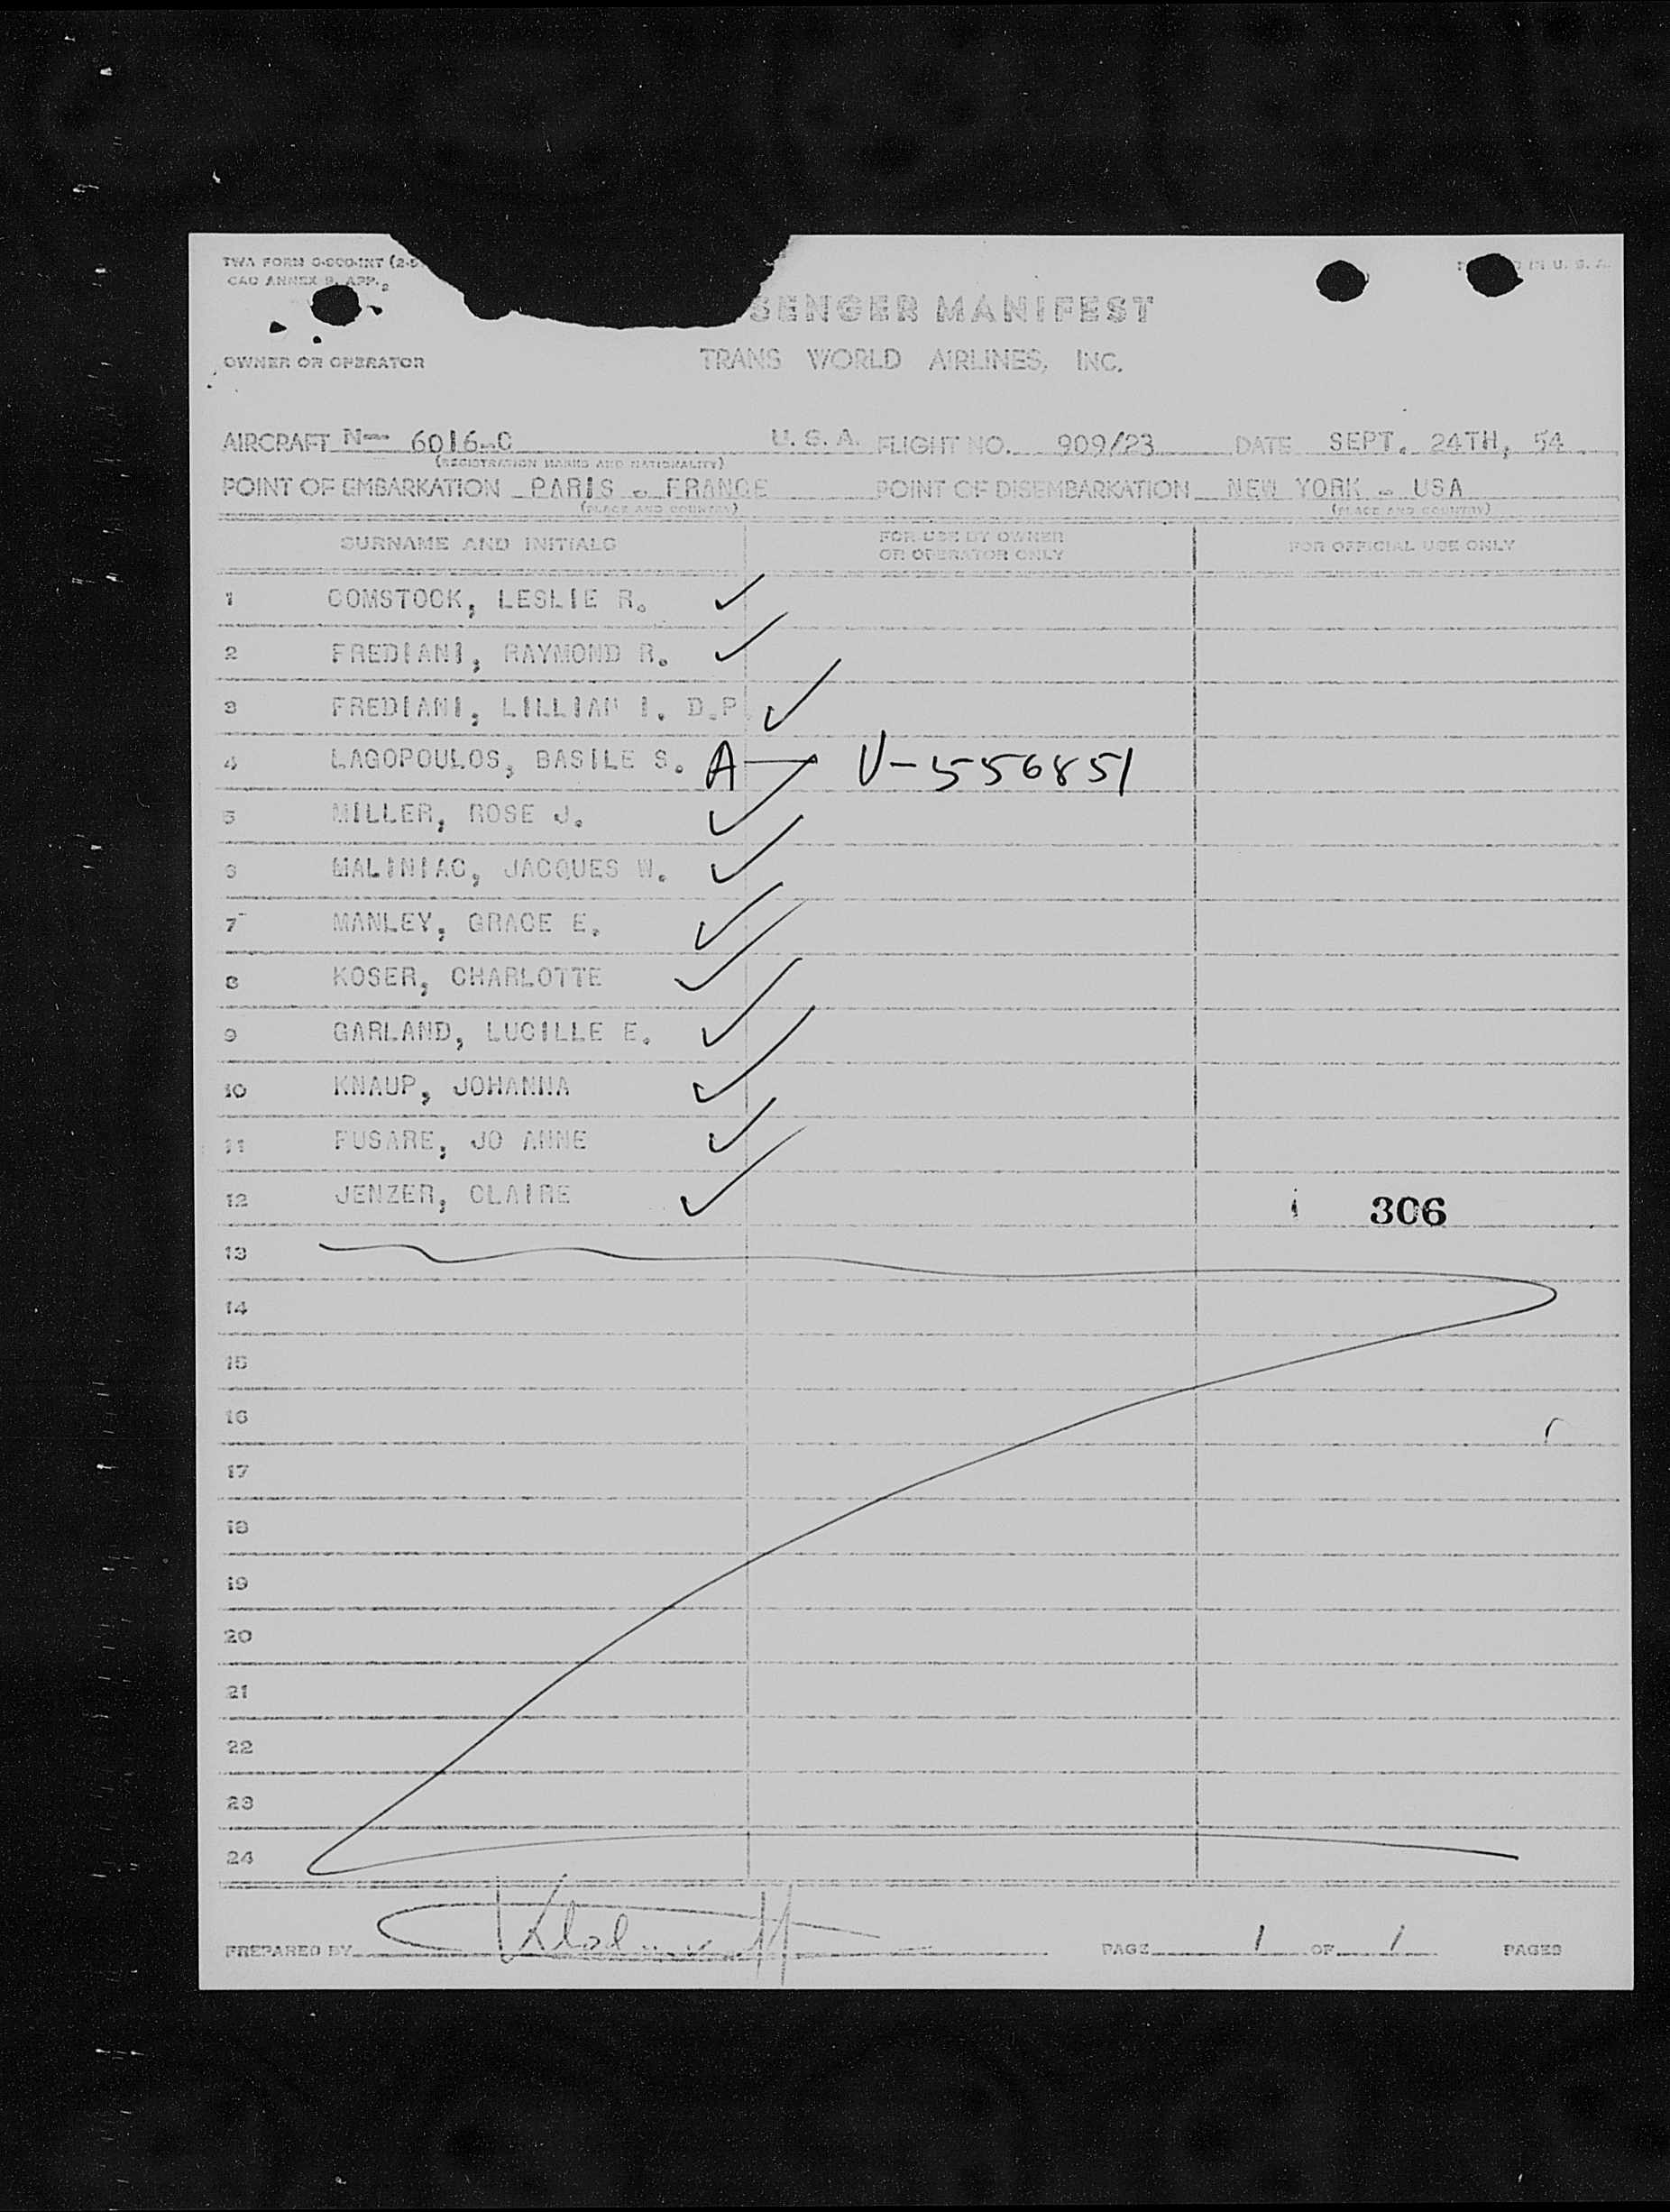 TWA FORM
SENGER MANIFEST
OWNER OR OPERATOR
TRANS WORLD AIRLINES, INC.
AIRCRAFT N- 6016-C U. S. A. FLIGHT NO. 909/23 DATE SEPT. 24TH, 54
(REGISTRATION MARKS AND NATIONALITY)
POINT OF EMBARKATION PARIS - FRANCE POINT OF DISEMBARKATION NEW YORK - USA
(PLACE AND COUNTRY) (PLACE AND COUNTRY)
SURNAME AND INITIALS FOR USE BY OWNER OR OPERATOR ONLY FOR OFFICIAL USE ONLY
1 COMSTOCK, LESLIE R. ✓
2 FREDIANI, RAYMOND R. ✓
3 FREDIANI, LILLIAN I. D.P. ✓
4 LAGOPOULOS, BASILE S. A — V-556851
5 MILLER, ROSE J. ✓
6 MALINIAC, JACQUES W. ✓
7 MANLEY, GRACE E. ✓
8 KOSER, CHARLOTTE ✓
9 GARLAND, LUCILLE E. ✓
10 KNAUP, JOHANNA ✓
11 FUSARE, JO ANNE ✓
12 JENZER, CLAIRE ✓ 306
13
14
15
16
17
18
19
20
21
22
23
24
PREPARED BY PAGE 1 OF 1 PAGES